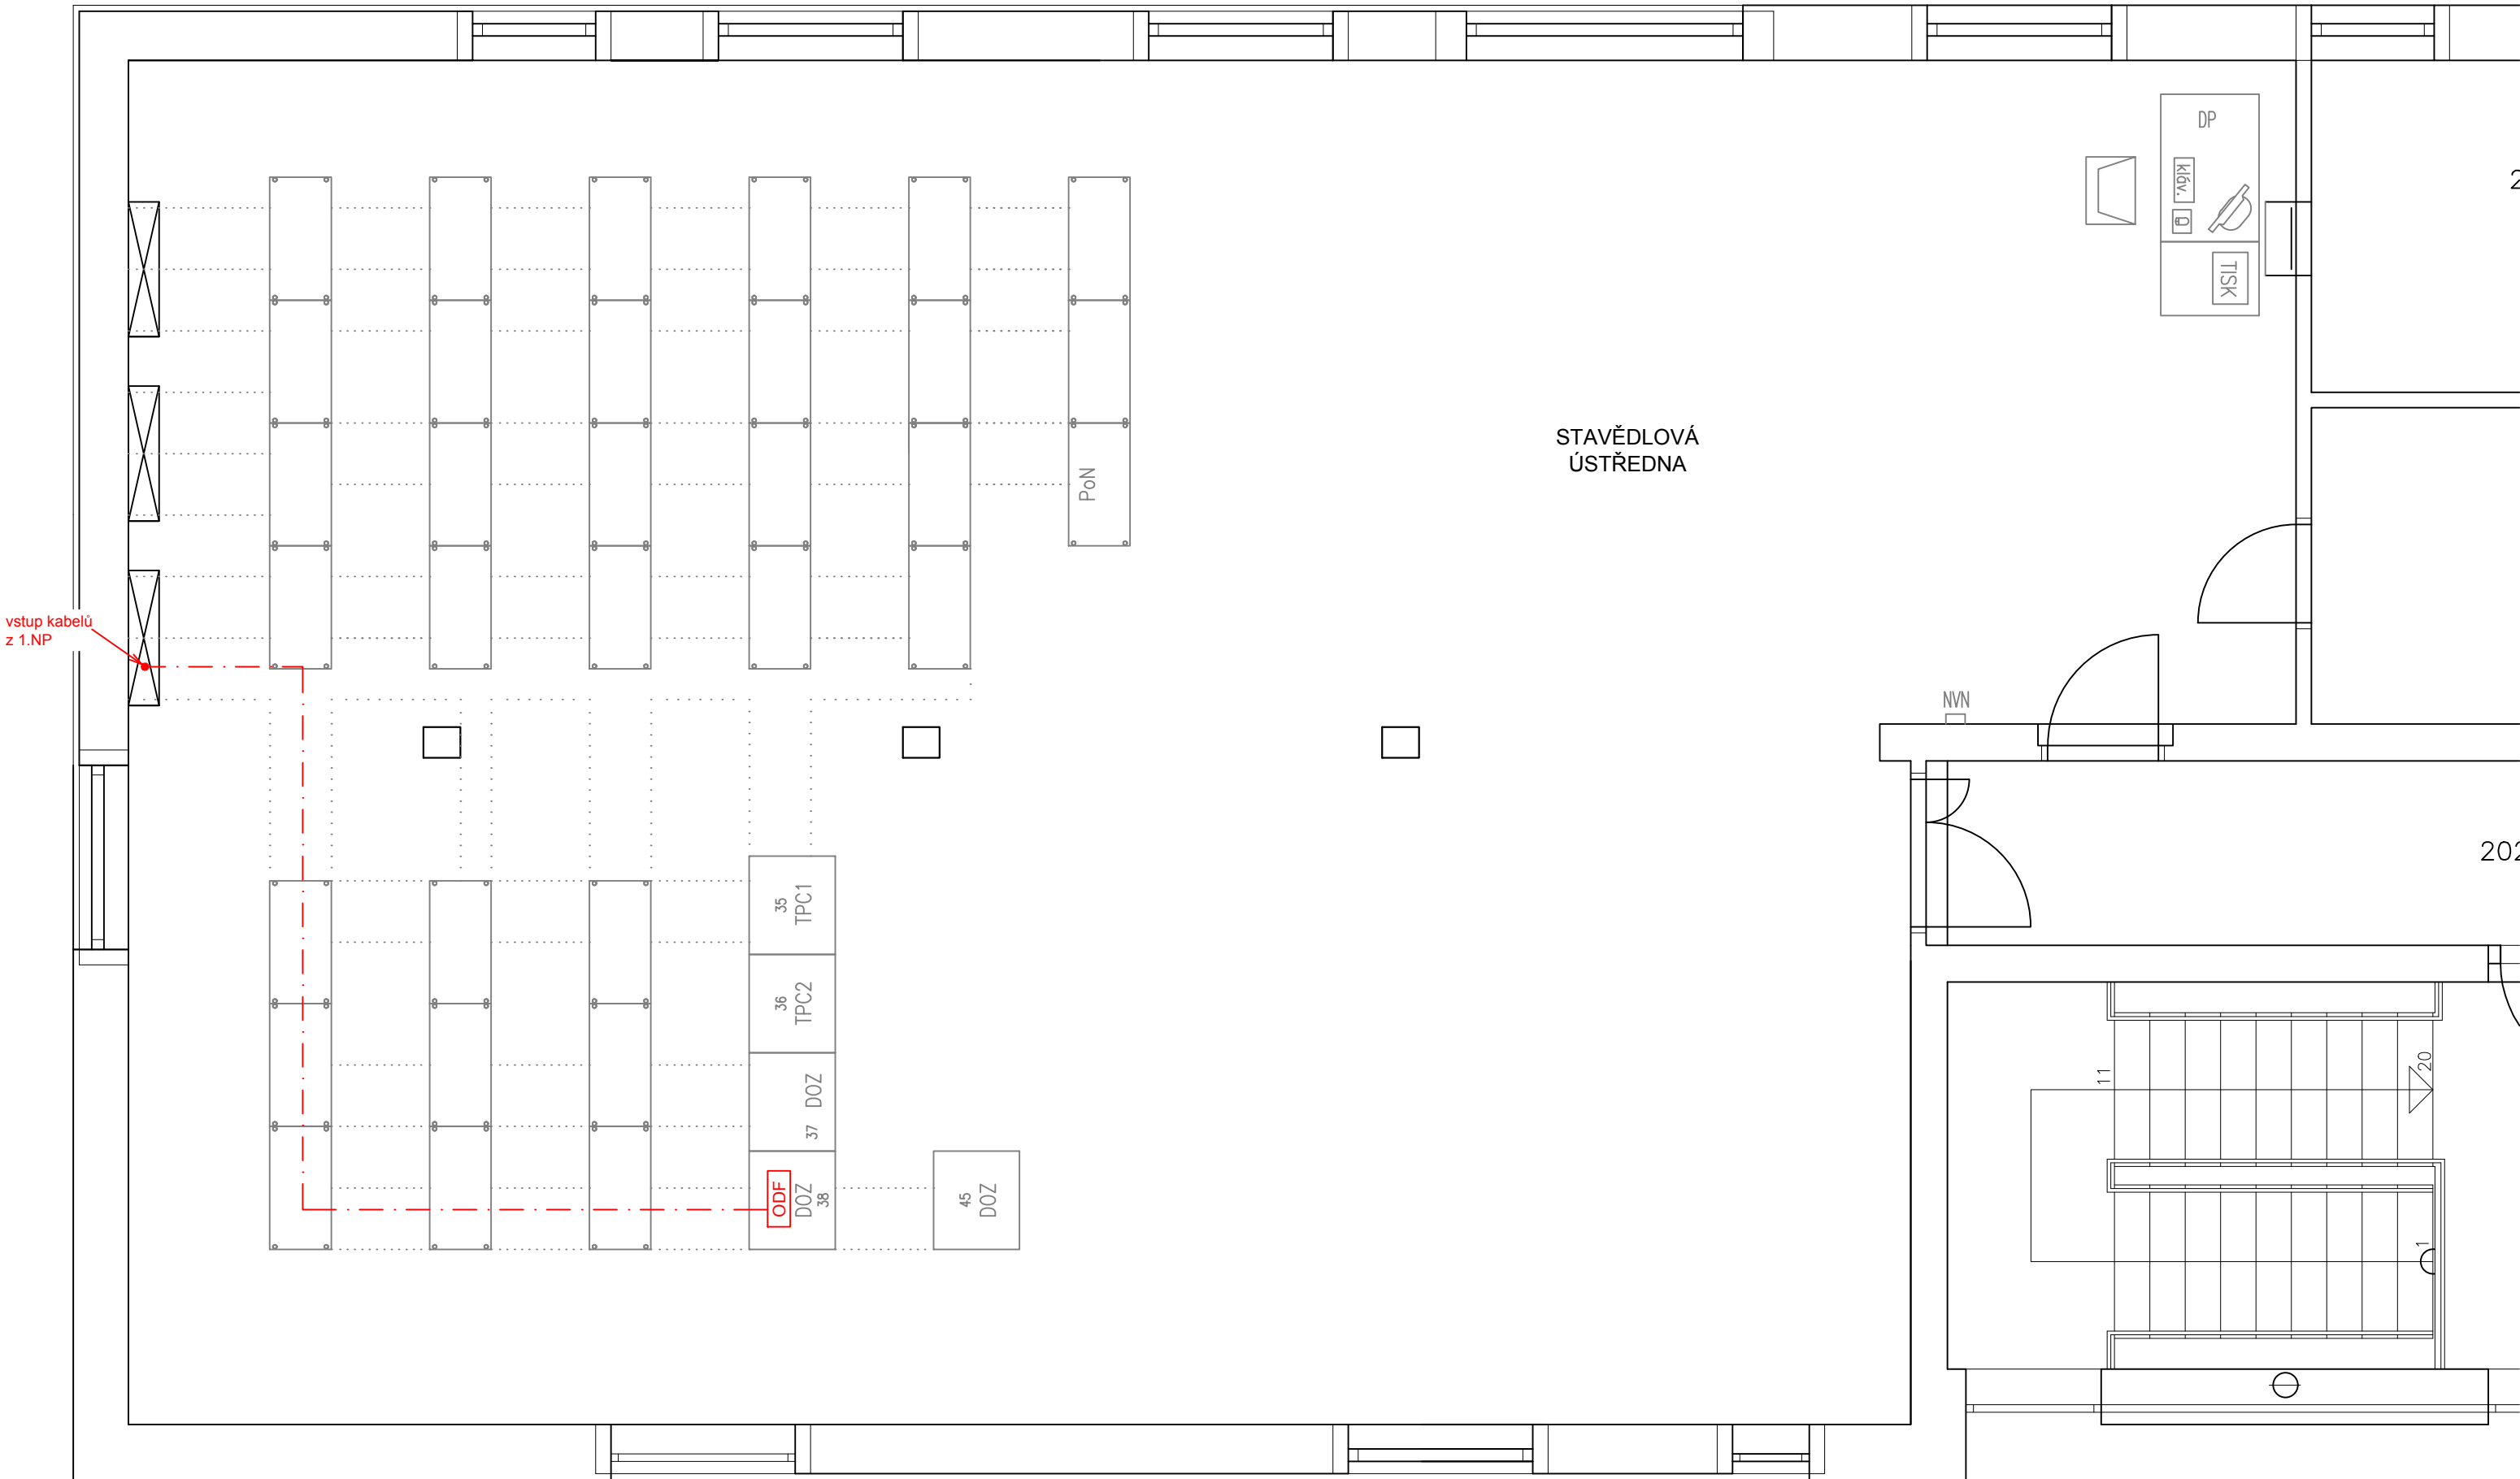 DP
2
kláv.
TISK
STAVĚDLOVÁ
ÚSTŘEDNA
PoN
vstup kabelů
z 1.NP
NVN
202
35
TPC1
36
TPC2
37 DOZ
ODF
DOZ
38
45
DOZ
11
20
1